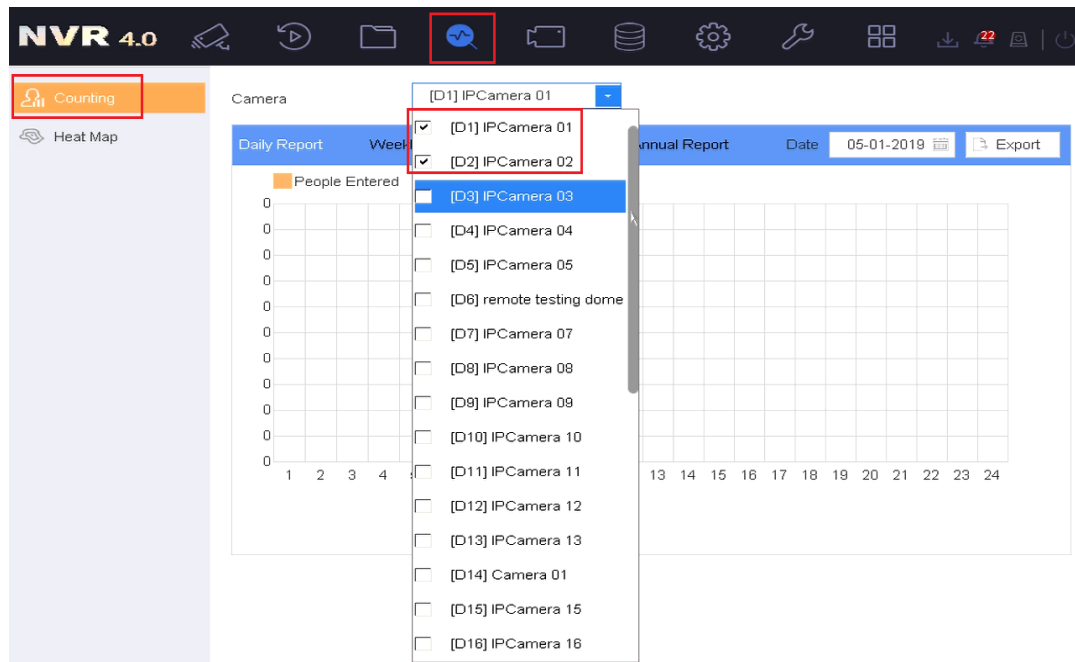 NVR 4.0
22
Counting
Heat Map
Camera
[D1] IPCamera 01
Daily Report
Annual Report
Date
05-01-2019
Export
People Entered
[D1] IPCamera 01
[D2] IPCamera 02
[D3] IPCamera 03
[D4] IPCamera 04
[D5] IPCamera 05
[D6] remote testing dome
[D7] IPCamera 07
[D8] IPCamera 08
[D9] IPCamera 09
[D10] IPCamera 10
[D11] IPCamera 11
[D12] IPCamera 12
[D13] IPCamera 13
[D14] Camera 01
[D15] IPCamera 15
[D16] IPCamera 16
0
0
0
0
0
0
0
0
0
0
0
1 2 3 4 13 14 15 16 17 18 19 20 21 22 23 24